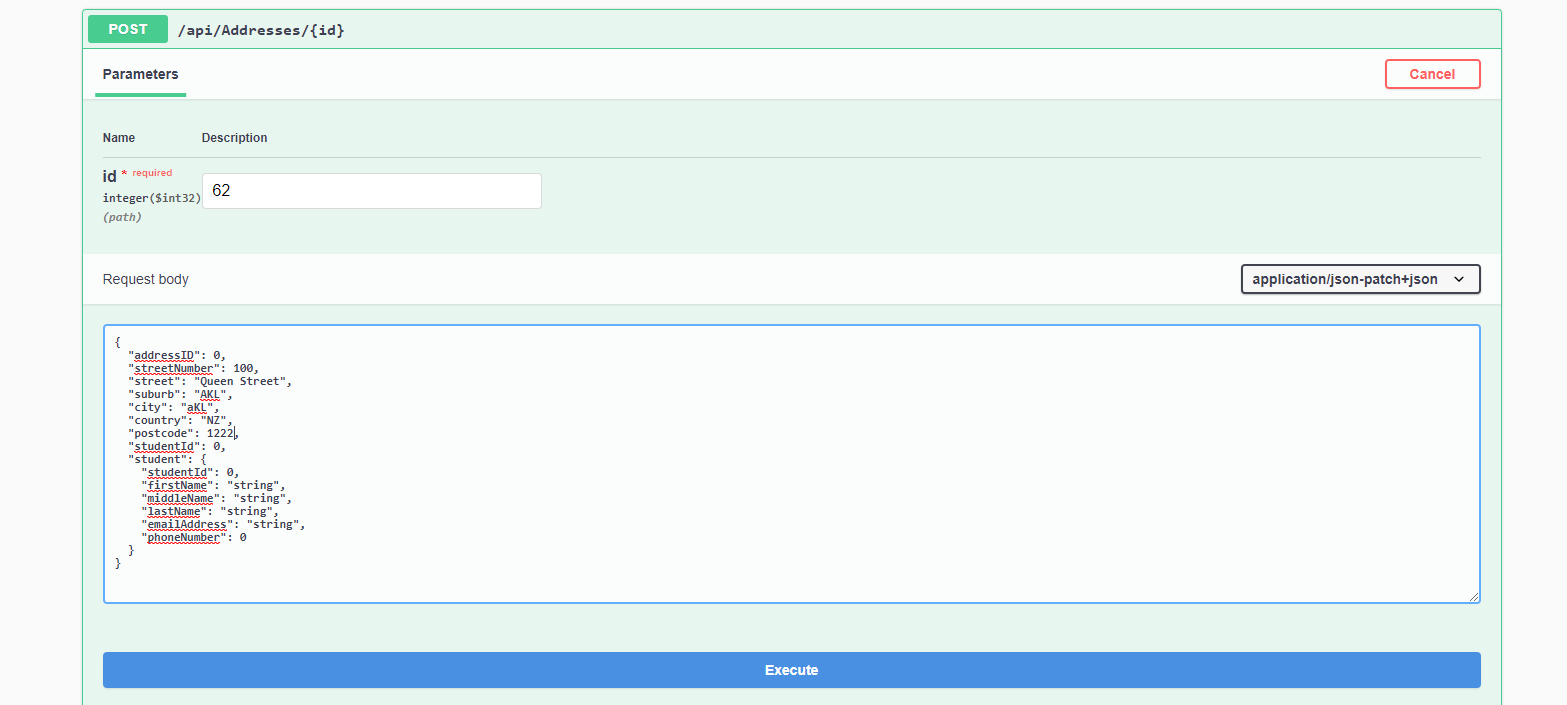 POST /api/Addresses/{id}
Parameters
Cancel
Name Description
id * required
integer($int32)
62
(path)
Request body
application/json-patch+json
{
  "addressID": 0,
  "streetNumber": 100,
  "street": "Queen Street",
  "suburb": "AKL",
  "city": "aKL",
  "country": "NZ",
  "postcode": 1222,
  "studentId": 0,
  "student": {
    "studentId": 0,
    "firstName": "string",
    "middleName": "string",
    "lastName": "string",
    "emailAddress": "string",
    "phoneNumber": 0
  }
}
Execute